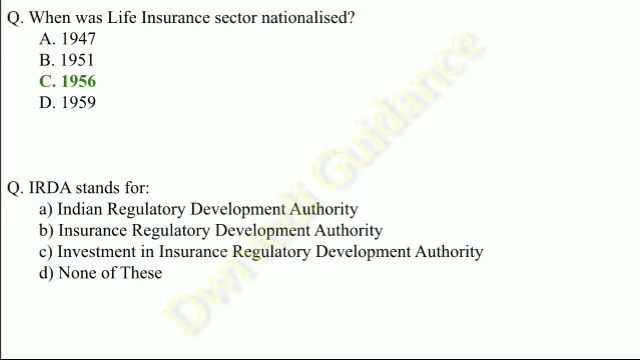 Q. When was Life Insurance sector nationalised?
A. 1947
B. 1951
C. 1956
D. 1959
Q. IRDA stands for:
a) Indian Regulatory Development Authority
b) Insurance Regulatory Development Authority
c) Investment in Insurance Regulatory Development Authority
d) None of These
Dwivedi Guidance